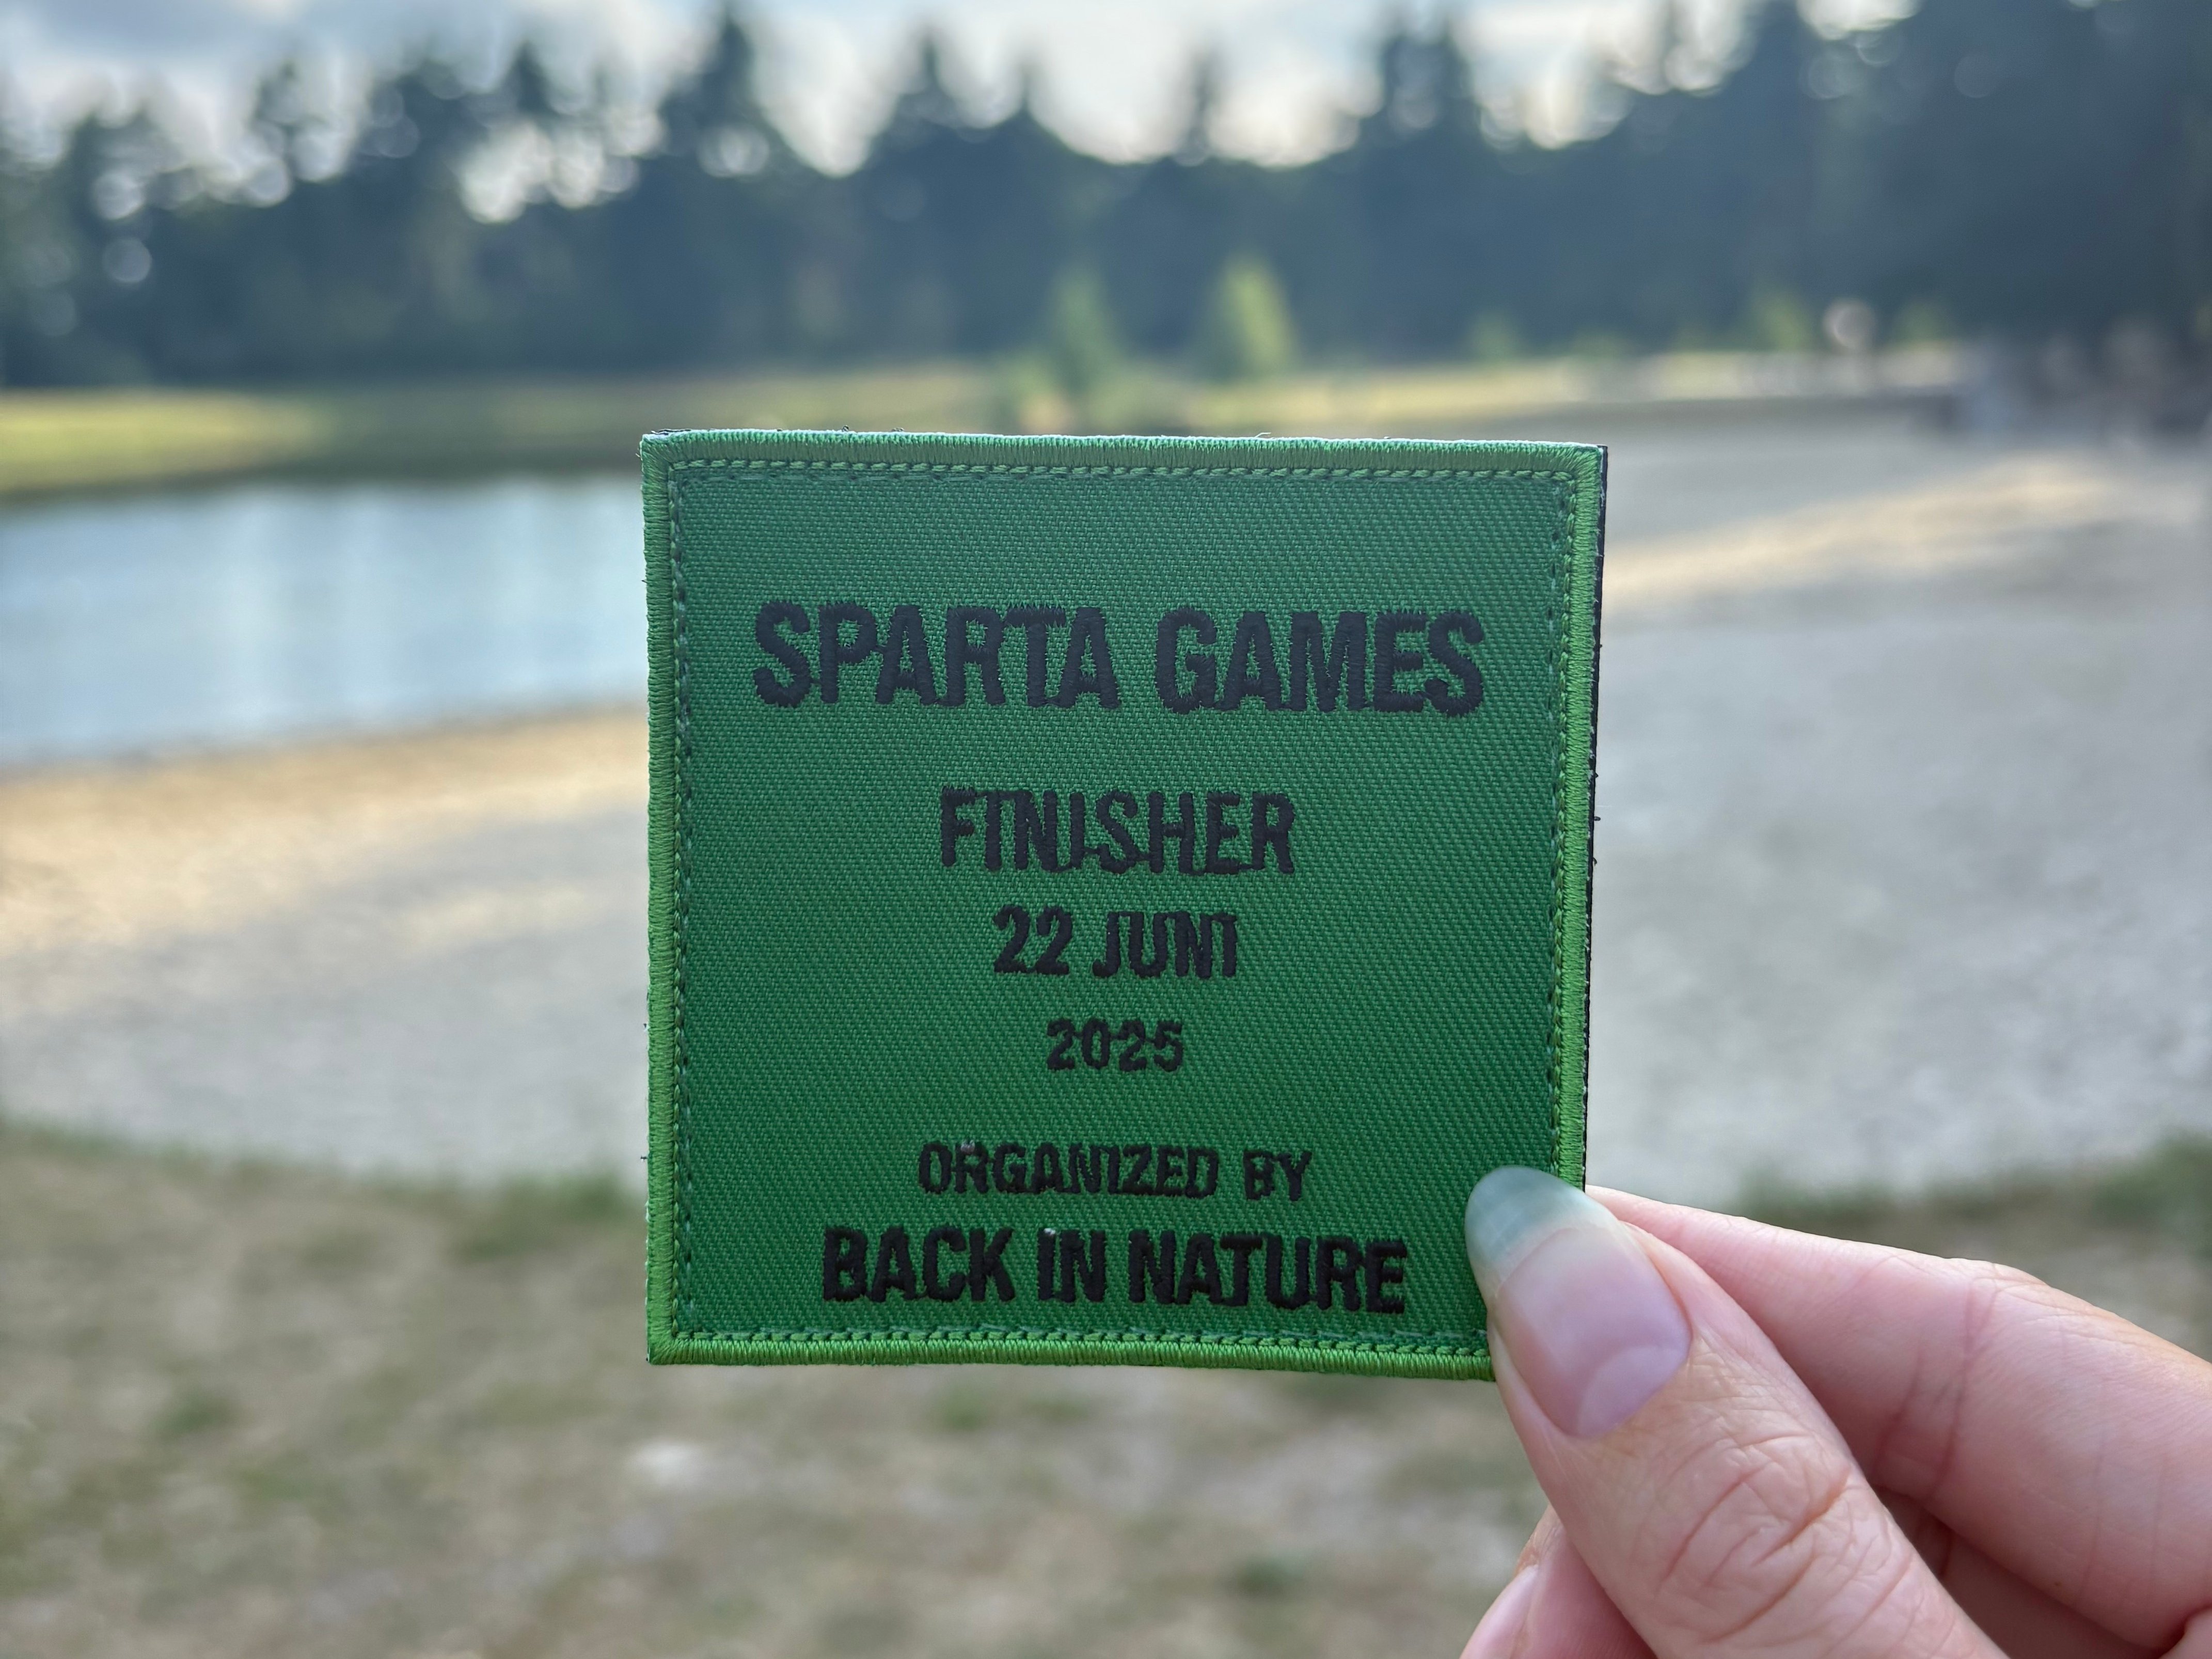 SPARTA GAMES
FINISHER
22 JUNI
2025
ORGANIZED BY
BACK IN NATURE